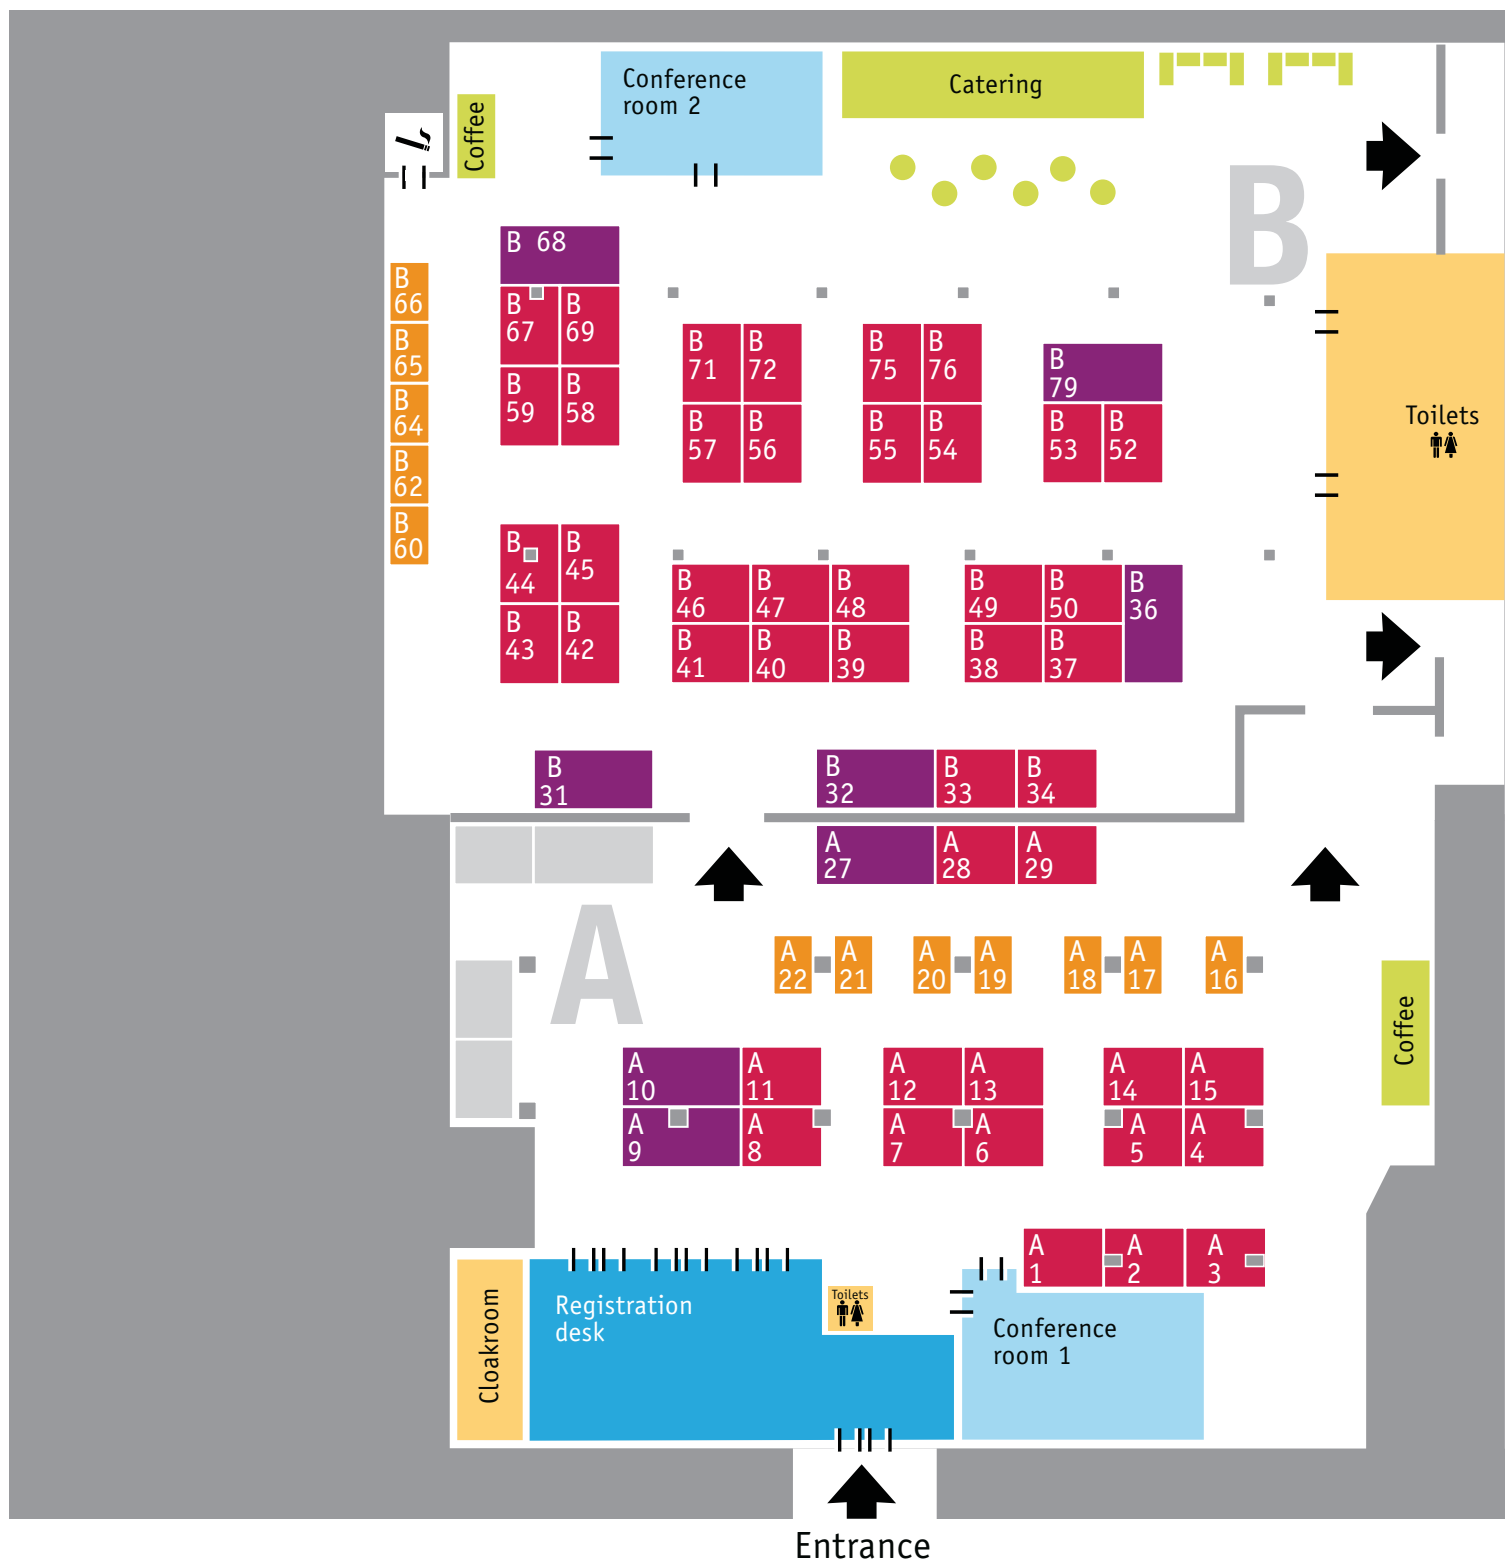 Conference
room 2
Catering
Coffee
B
B 68
B
66
B
65
B
64
B
62
B
60
B
67
B
69
B
59
B
58
B
71
B
72
B
57
B
56
B
75
B
76
B
55
B
54
B
79
B
53
B
52
Toilets
B
44
B
45
B
43
B
42
B
46
B
47
B
48
B
41
B
40
B
39
B
49
B
50
B
36
B
38
B
37
B
31
B
32
B
33
B
34
A
27
A
28
A
29
A
A
22
A
21
A
20
A
19
A
18
A
17
A
16
Coffee
A
10
A
11
A
9
A
8
A
12
A
13
A
7
A
6
A
14
A
15
A
5
A
4
A
1
A
2
A
3
Cloakroom
Registration
desk
Toilets
Conference
room 1
Entrance